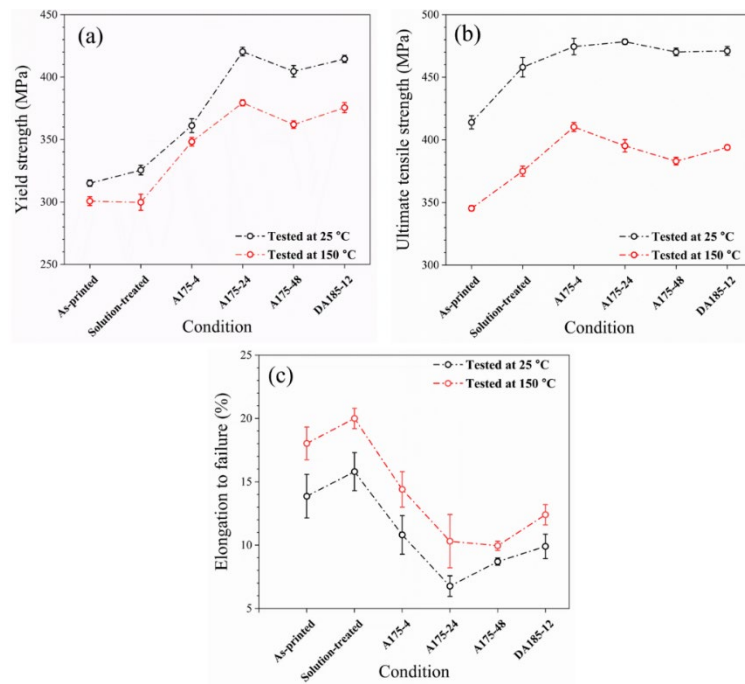 (a)
450
400
350
300
250
Yield strength (MPa)
Tested at 25 °C
Tested at 150 °C
As-printed
Solution-treated
A175-4
A175-24
A175-48
DA185-12
Condition
(b)
500
450
400
350
300
Ultimate tensile strength (MPa)
Tested at 25 °C
Tested at 150 °C
As-printed
Solution-treated
A175-4
A175-24
A175-48
DA185-12
Condition
(c)
25
20
15
10
5
Elongation to failure (%)
Tested at 25 °C
Tested at 150 °C
As-printed
Solution-treated
A175-4
A175-24
A175-48
DA185-12
Condition